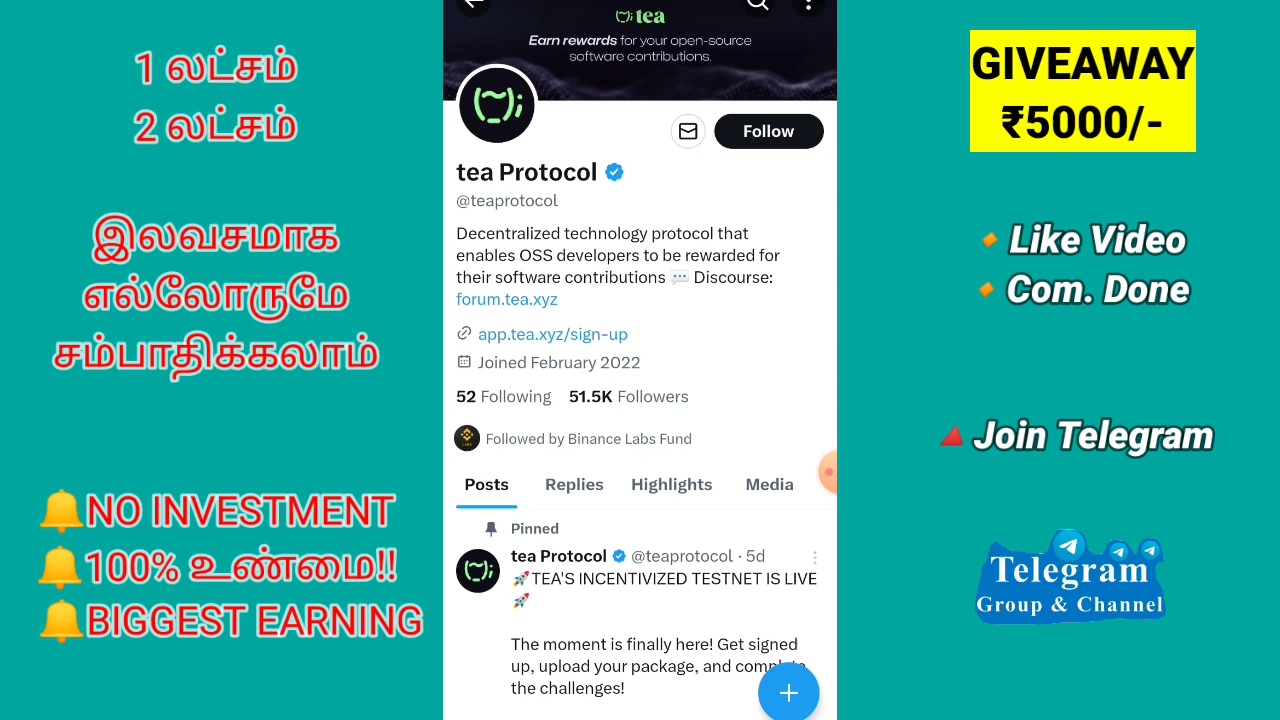 1 லட்சம்
2 லட்சம்
இலவசமாக
எல்லோருமே
சம்பாதிக்கலாம்
🔔NO INVESTMENT
🔔100% உண்மை!!
🔔BIGGEST EARNING
tea
Earn rewards for your open-source
software contributions.
Follow
tea Protocol
@teaprotocol
Decentralized technology protocol that
enables OSS developers to be rewarded for
their software contributions 💬 Discourse:
forum.tea.xyz
app.tea.xyz/sign-up
Joined February 2022
52 Following 51.5K Followers
Followed by Binance Labs Fund
Posts Replies Highlights Media
Pinned
tea Protocol @teaprotocol · 5d
🚀TEA'S INCENTIVIZED TESTNET IS LIVE
🚀
The moment is finally here! Get signed
up, upload your package, and complete
the challenges!
GIVEAWAY
₹5000/-
🔸Like Video
🔸Com. Done
🔺Join Telegram
Telegram
Group & Channel